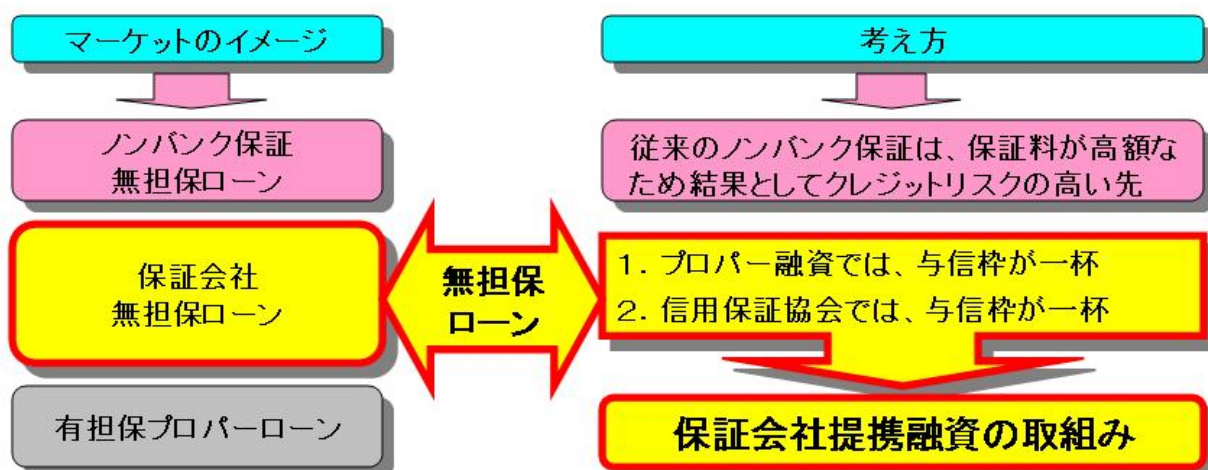 マーケットのイメージ
考え方
ノンバンク保証
無担保ローン
従来のノンバンク保証は、保証料が高額な
ため結果としてクレジットリスクの高い先
保証会社
無担保ローン
無担保
ローン
1. プロパー融資では、与信枠が一杯
2. 信用保証協会では、与信枠が一杯
有担保プロパーローン
保証会社提携融資の取組み